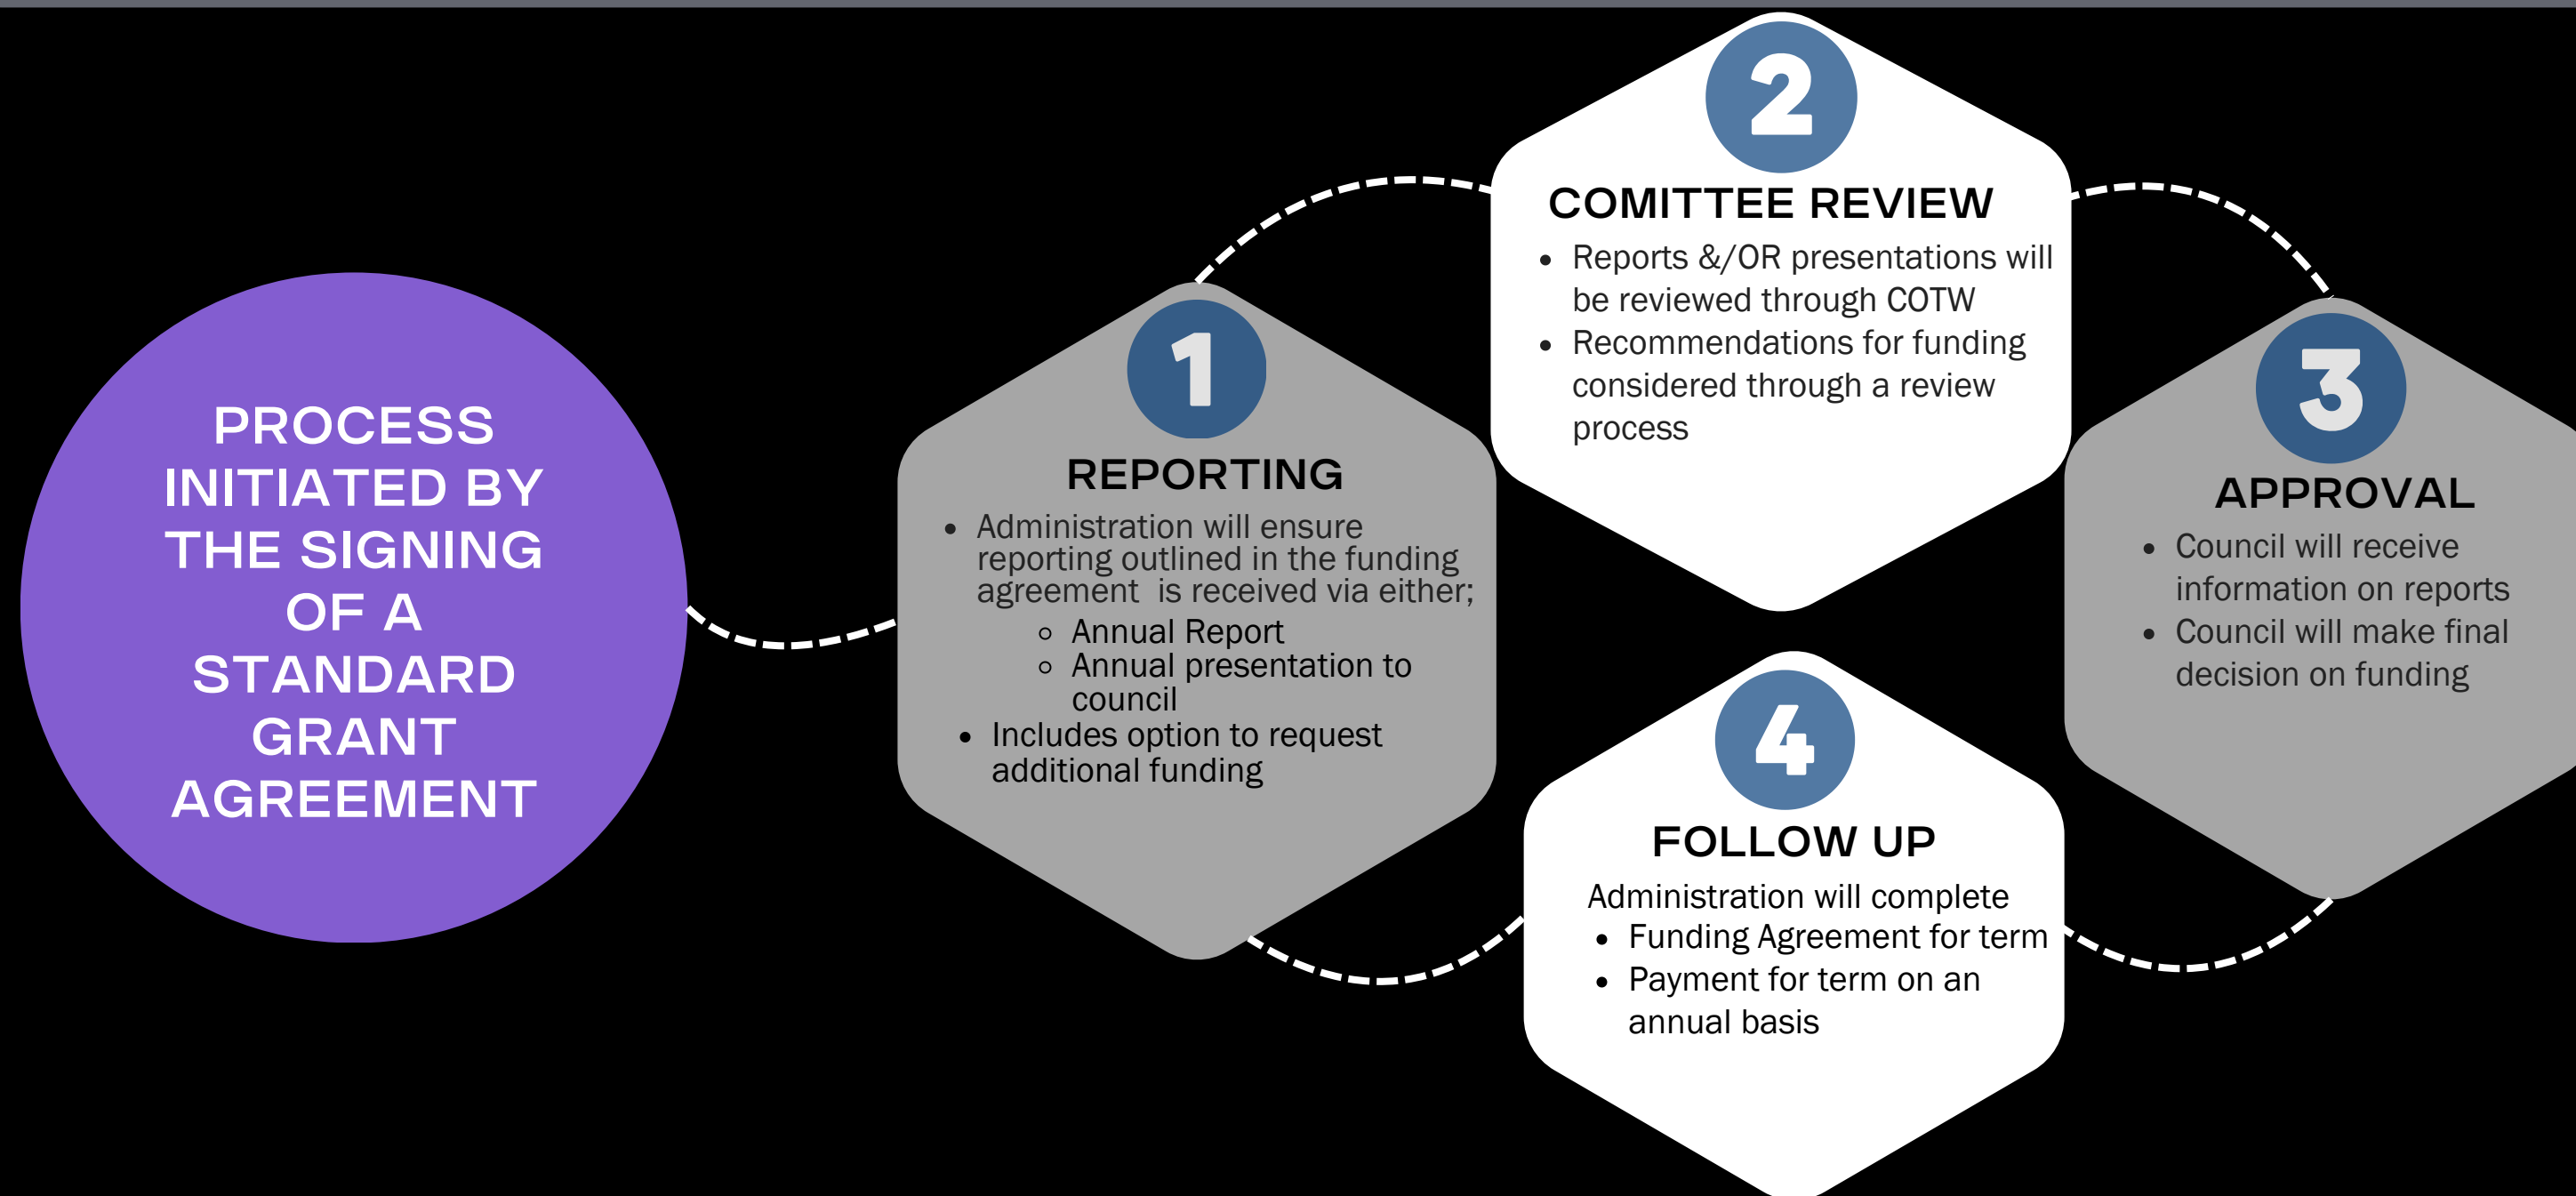 PROCESS
INITIATED BY
THE SIGNING
OF A
STANDARD
GRANT
AGREEMENT
1
REPORTING
• Administration will ensure
reporting outlined in the funding
agreement  is received via either;
◦ Annual Report
◦ Annual presentation to
council
• Includes option to request
additional funding
2
COMITTEE REVIEW
• Reports &/OR presentations will
be reviewed through COTW
• Recommendations for funding
considered through a review
process
3
APPROVAL
• Council will receive
information on reports
• Council will make final
decision on funding
4
FOLLOW UP
Administration will complete
• Funding Agreement for term
• Payment for term on an
annual basis